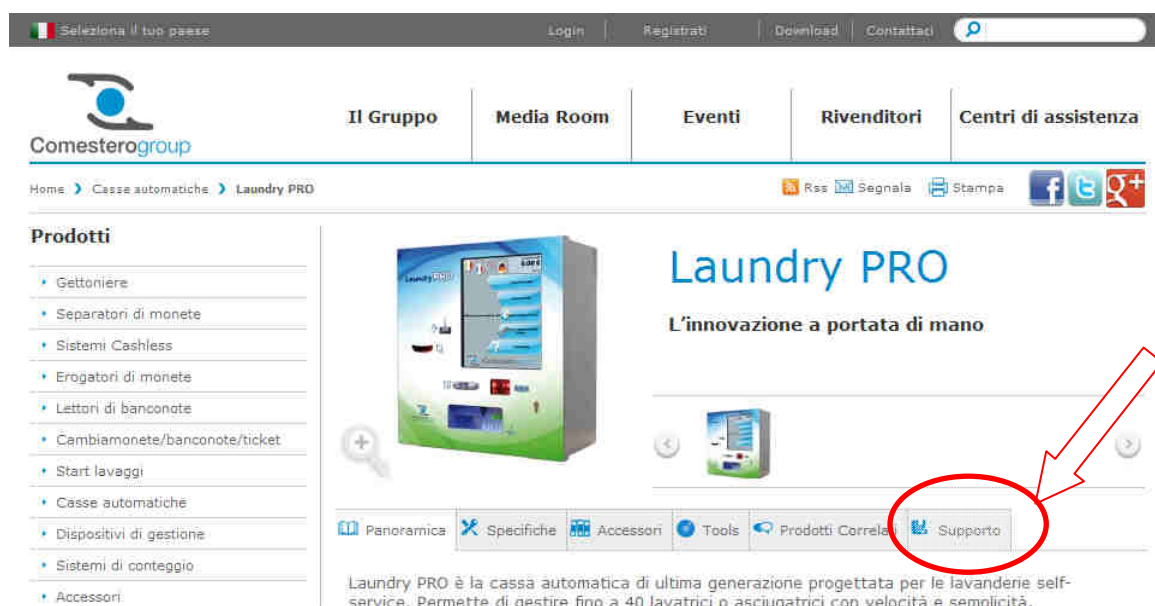 Seleziona il tuo paese Login Registrati Download Contattaci
Il Gruppo Media Room Eventi Rivenditori Centri di assistenza
Comesterogroup
Home Casse automatiche Laundry PRO Rss Segnala Stampa
Prodotti
Gettoniere
Separatori di monete
Sistemi Cashless
Erogatori di monete
Lettori di banconote
Cambiamonete/banconote/ticket
Start lavaggi
Casse automatiche
Dispositivi di gestione
Sistemi di conteggio
Accessori
Laundry PRO
Laundry PRO
L'innovazione a portata di mano
Panoramica Specifiche Accessori Tools Prodotti Correlati Supporto
Laundry PRO è la cassa automatica di ultima generazione progettata per le lavanderie self-
service. Permette di gestire fino a 40 lavatrici o asciugatrici con velocità e semplicità.